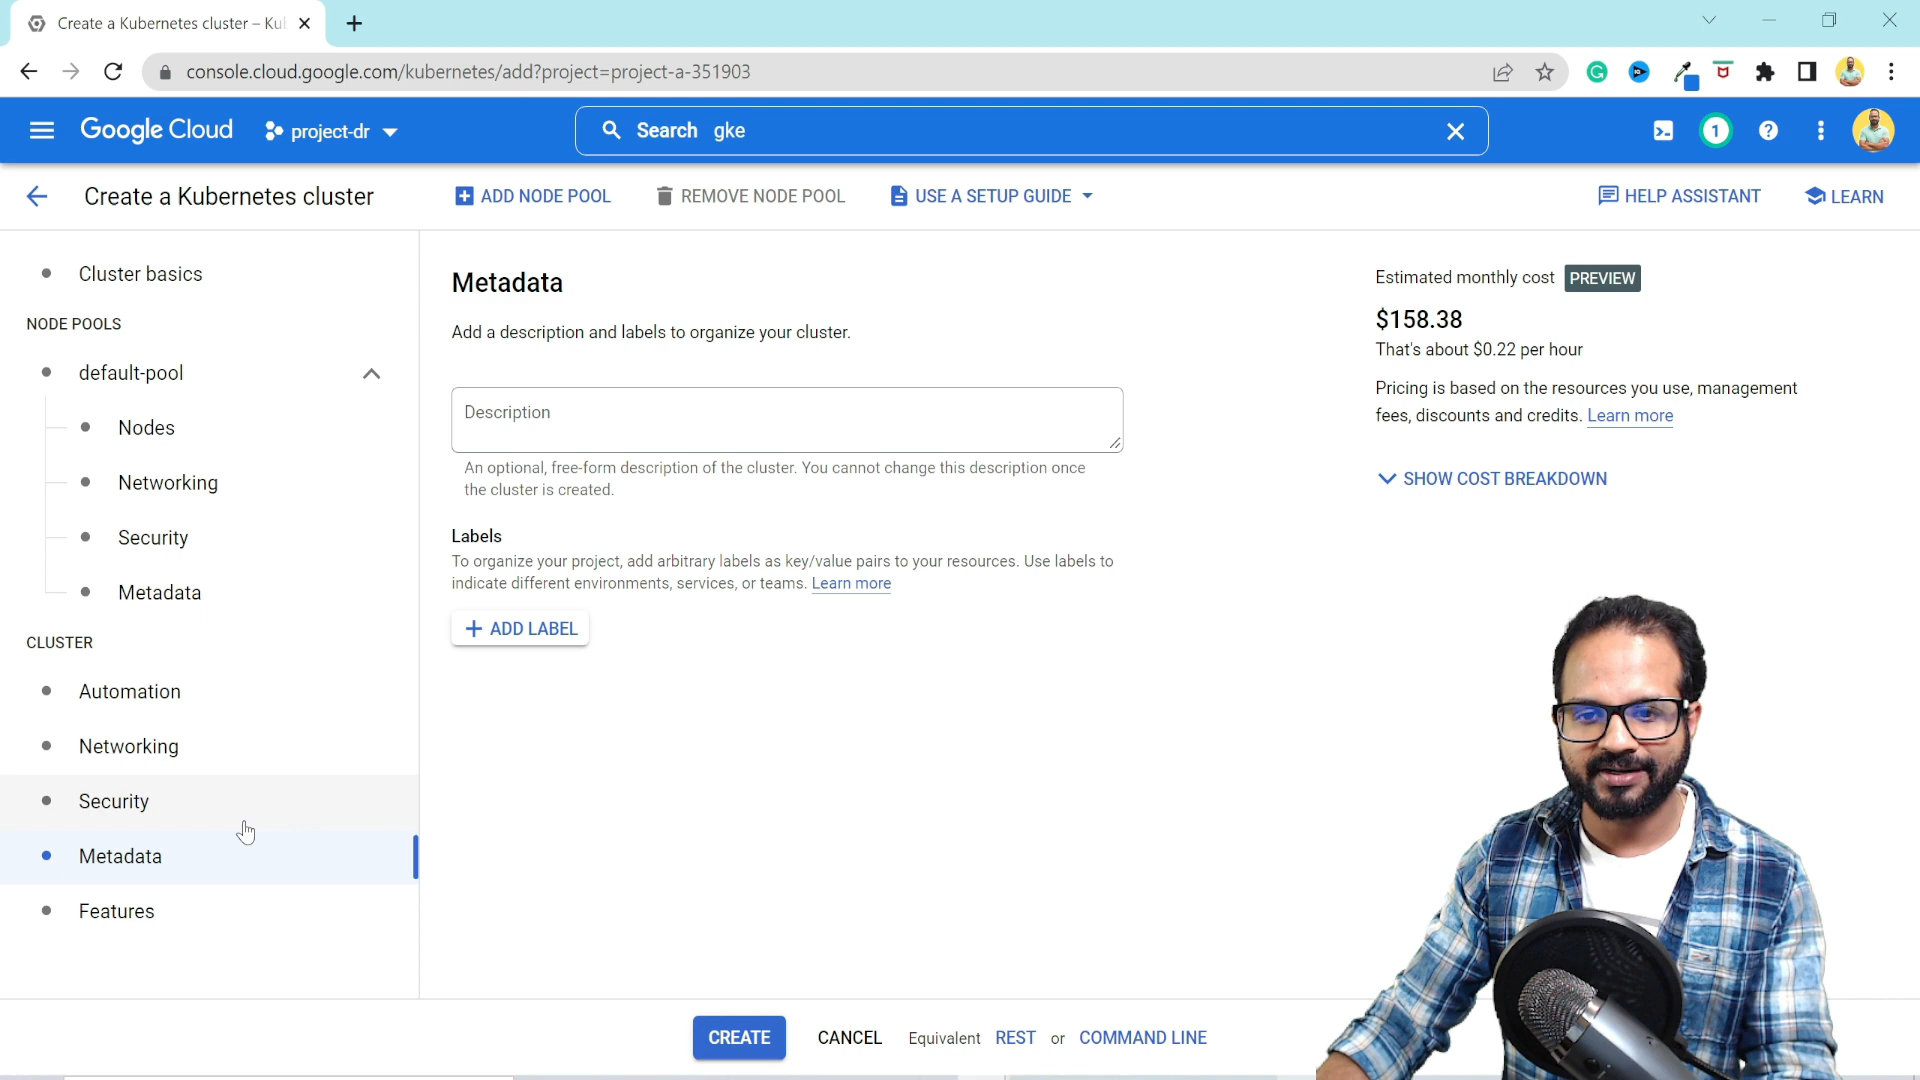 Create a Kubernetes cluster – Ku
console.cloud.google.com/kubernetes/add?project=project-a-351903
Google Cloud
project-dr
Search gke
1
Create a Kubernetes cluster
ADD NODE POOL
REMOVE NODE POOL
USE A SETUP GUIDE
HELP ASSISTANT
LEARN
Cluster basics
NODE POOLS
default-pool
Nodes
Networking
Security
Metadata
CLUSTER
Automation
Networking
Security
Metadata
Features
Metadata
Add a description and labels to organize your cluster.
Description
An optional, free-form description of the cluster. You cannot change this description once
the cluster is created.
Labels
To organize your project, add arbitrary labels as key/value pairs to your resources. Use labels to
indicate different environments, services, or teams. Learn more
+ ADD LABEL
Estimated monthly cost PREVIEW
$158.38
That's about $0.22 per hour
Pricing is based on the resources you use, management
fees, discounts and credits. Learn more
SHOW COST BREAKDOWN
CREATE CANCEL Equivalent REST or COMMAND LINE